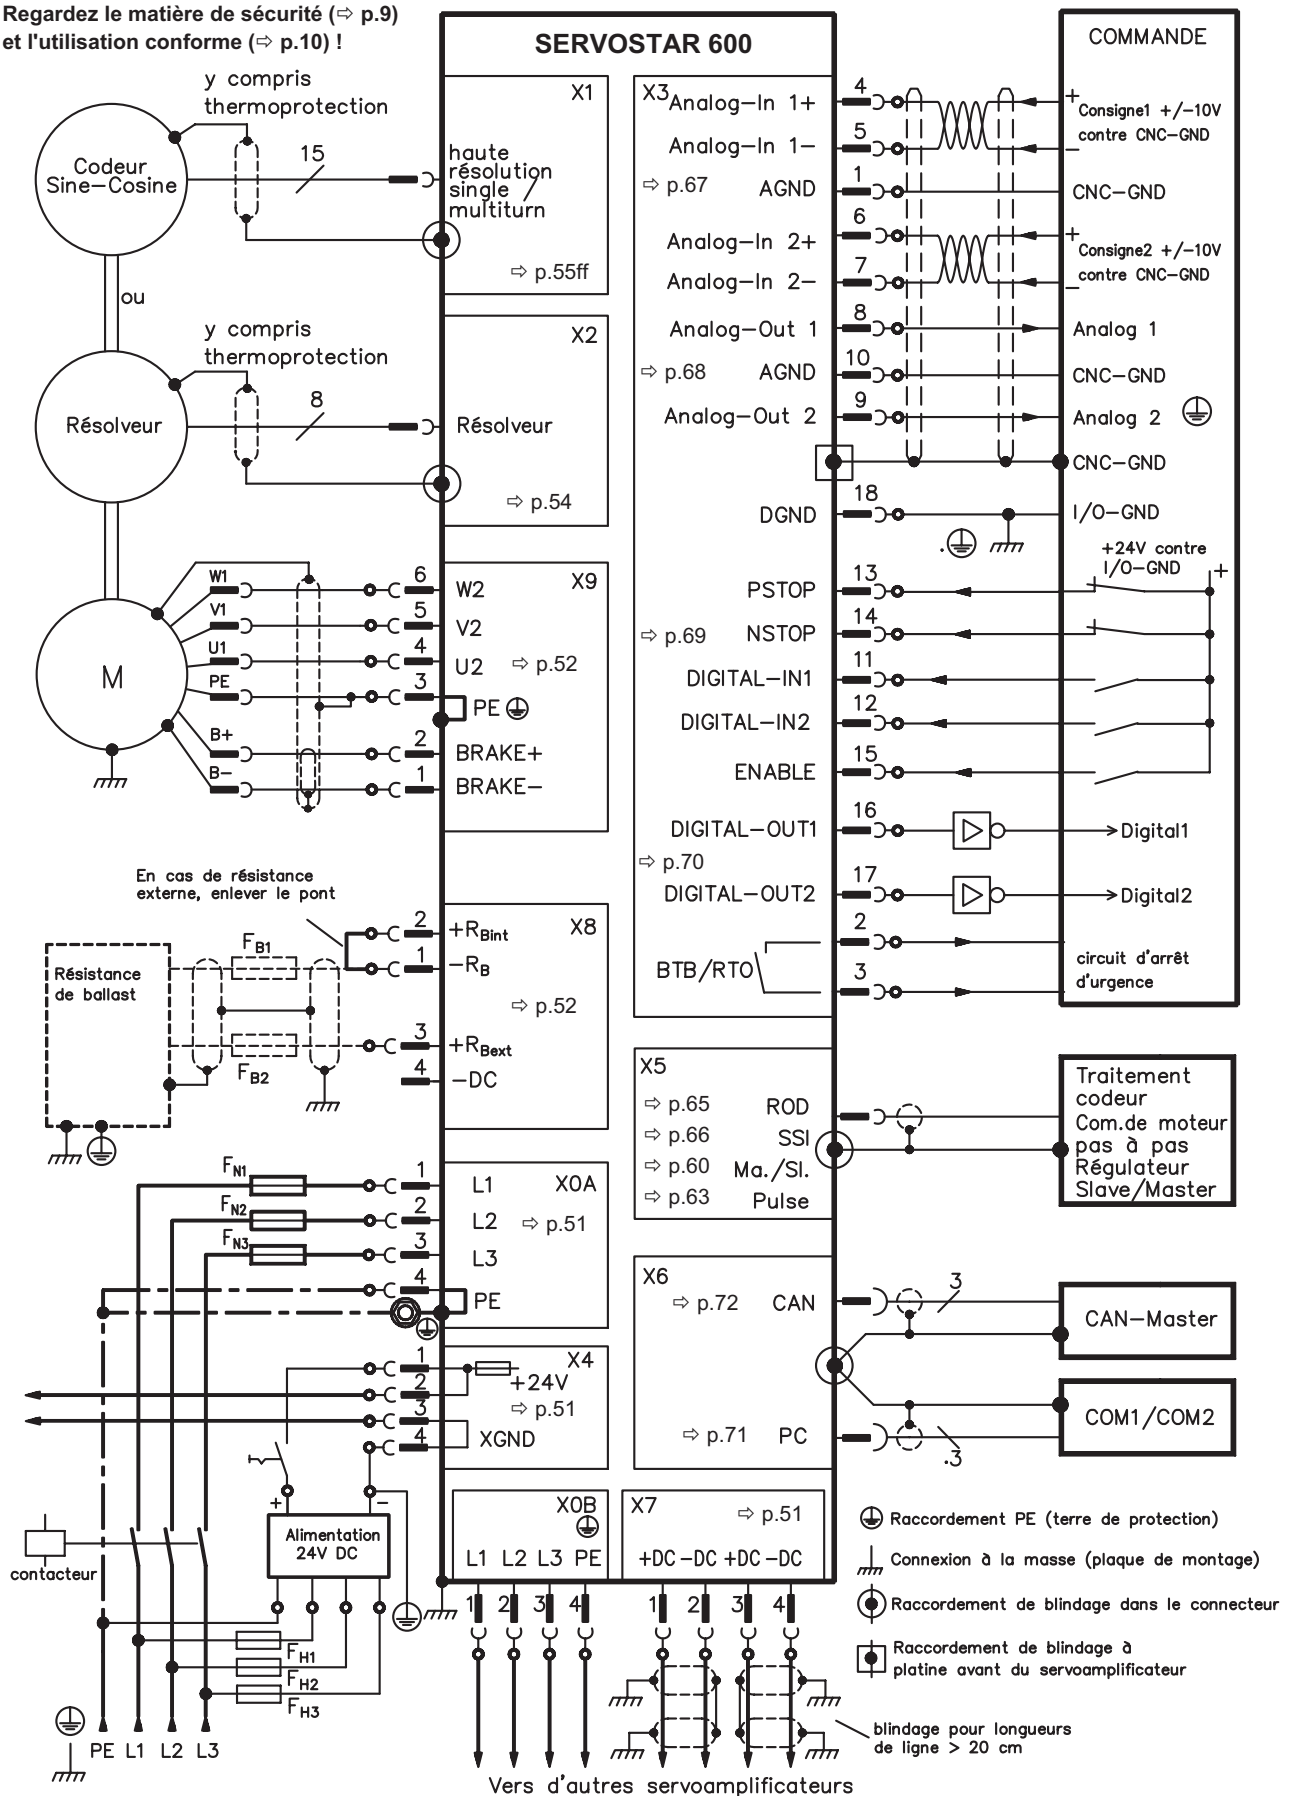 Regardez le matière de sécurité (⇨ p.9)
et l'utilisation conforme (⇨ p.10) !
SERVOSTAR 600
COMMANDE
y compris
thermoprotection
Codeur
Sine-Cosine
15
X1
haute
résolution
single /
multiturn
⇨ p.55ff
ou
y compris
thermoprotection
Résolveur
8
X2
Résolveur
⇨ p.54
M
W1
V1
U1
PE
B+
B-
X9
6
W2
5
V2
4
U2
⇨ p.52
3
PE
2
BRAKE+
1
BRAKE-
En cas de résistance
externe, enlever le pont
Résistance
de ballast
FB1
FB2
X8
2
+RBint
1
-RB
⇨ p.52
3
+RBext
4
-DC
FN1
FN2
FN3
X0A
1
L1
2
L2
⇨ p.51
3
L3
4
PE
X4
1
+24V
2
⇨ p.51
3
XGND
4
+
-
Alimentation
24V DC
contacteur
FH1
FH2
FH3
PE L1 L2 L3
X3
4
Analog-In 1+
5
Analog-In 1-
⇨ p.67
1
AGND
6
Analog-In 2+
7
Analog-In 2-
8
Analog-Out 1
⇨ p.68
10
AGND
9
Analog-Out 2
18
DGND
13
PSTOP
⇨ p.69
14
NSTOP
11
DIGITAL-IN1
12
DIGITAL-IN2
15
ENABLE
16
DIGITAL-OUT1
⇨ p.70
17
DIGITAL-OUT2
2
BTB/RTO
3
+
Consigne1 +/-10V
contre CNC-GND
-
CNC-GND
+
Consigne2 +/-10V
contre CNC-GND
-
Analog 1
CNC-GND
Analog 2
CNC-GND
I/O-GND
+24V contre
I/O-GND
+
Digital1
Digital2
circuit d'arrêt
d'urgence
X5
⇨ p.65 ROD
⇨ p.66 SSI
⇨ p.60 Ma./Sl.
⇨ p.63 Pulse
Traitement
codeur
Com.de moteur
pas à pas
Régulateur
Slave/Master
X6
⇨ p.72 CAN
3
CAN-Master
⇨ p.71 PC
.3
COM1/COM2
X0B
L1 L2 L3 PE
1 2 3 4
X7
⇨ p.51
+DC -DC +DC -DC
1 2 3 4
Raccordement PE (terre de protection)
Connexion à la masse (plaque de montage)
Raccordement de blindage dans le connecteur
Raccordement de blindage à
platine avant du servoamplificateur
blindage pour longueurs
de ligne > 20 cm
Vers d'autres servoamplificateurs